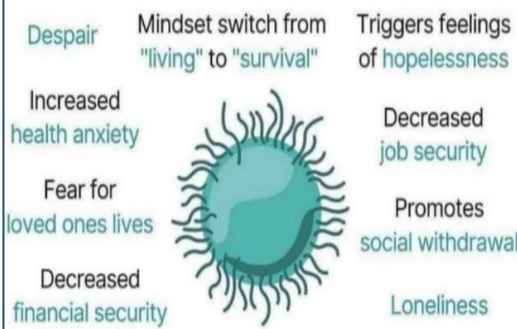 Despair
Mindset switch from
"living" to "survival"
Triggers feelings
of hopelessness
Increased
health anxiety
Decreased
job security
Fear for
loved ones lives
Promotes
social withdrawal
Decreased
financial security
Loneliness